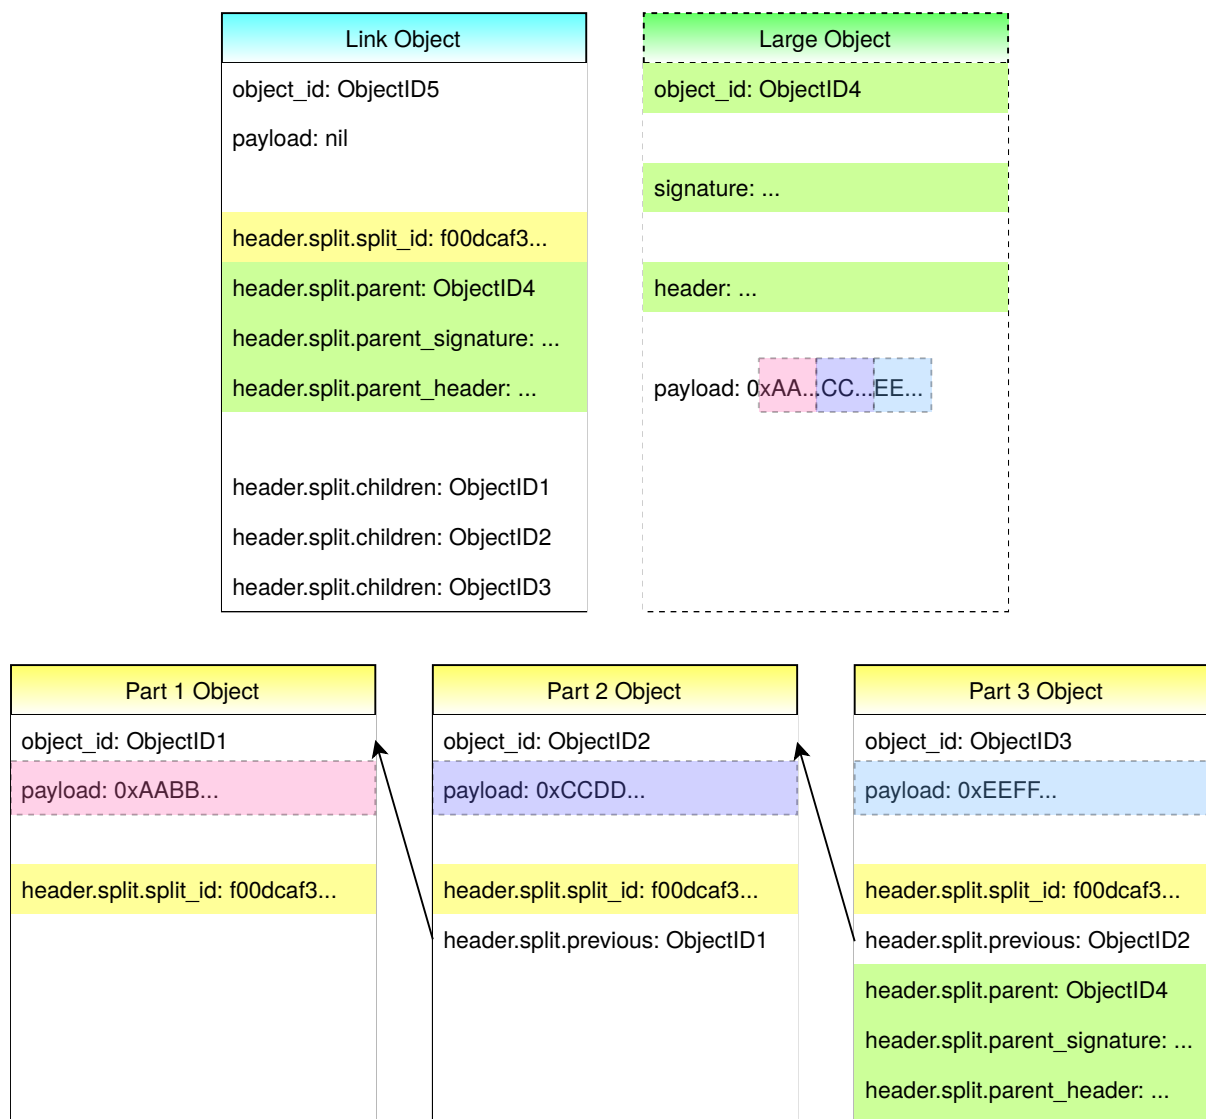 Link Object
object_id: ObjectID5
payload: nil
header.split.split_id: f00dcaf3...
header.split.parent: ObjectID4
header.split.parent_signature: ...
header.split.parent_header: ...
header.split.children: ObjectID1
header.split.children: ObjectID2
header.split.children: ObjectID3
Large Object
object_id: ObjectID4
signature: ...
header: ...
payload: 0xAA...CC...EE...
Part 1 Object
object_id: ObjectID1
payload: 0xAABB...
header.split.split_id: f00dcaf3...
Part 2 Object
object_id: ObjectID2
payload: 0xCCDD...
header.split.split_id: f00dcaf3...
header.split.previous: ObjectID1
Part 3 Object
object_id: ObjectID3
payload: 0xEEFF...
header.split.split_id: f00dcaf3...
header.split.previous: ObjectID2
header.split.parent: ObjectID4
header.split.parent_signature: ...
header.split.parent_header: ...